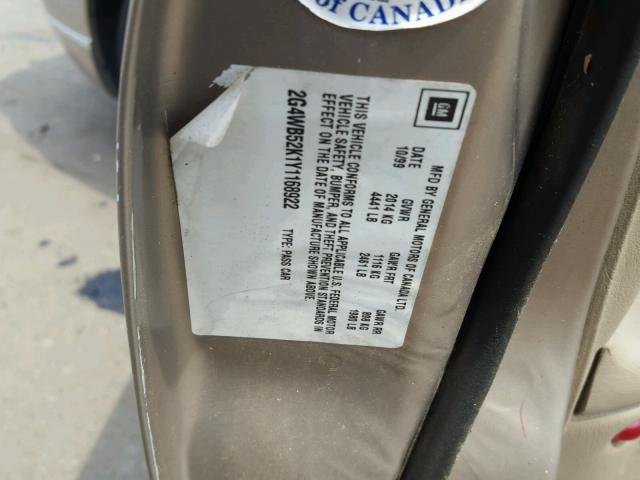 of CANADA
GM
MFD BY GENERAL MOTORS OF CANADA LTD.
DATE GVWR GAWR FRT GAWR RR
10/99 2014 KG 1116 KG 898 KG
4441 LB 2461 LB 1980 LB
THIS VEHICLE CONFORMS TO ALL APPLICABLE U.S. FEDERAL MOTOR
VEHICLE SAFETY, BUMPER, AND THEFT PREVENTION STANDARDS IN
EFFECT ON THE DATE OF MANUFACTURE SHOWN ABOVE.
2G4WB52K1Y1168922 TYPE: PASS CAR